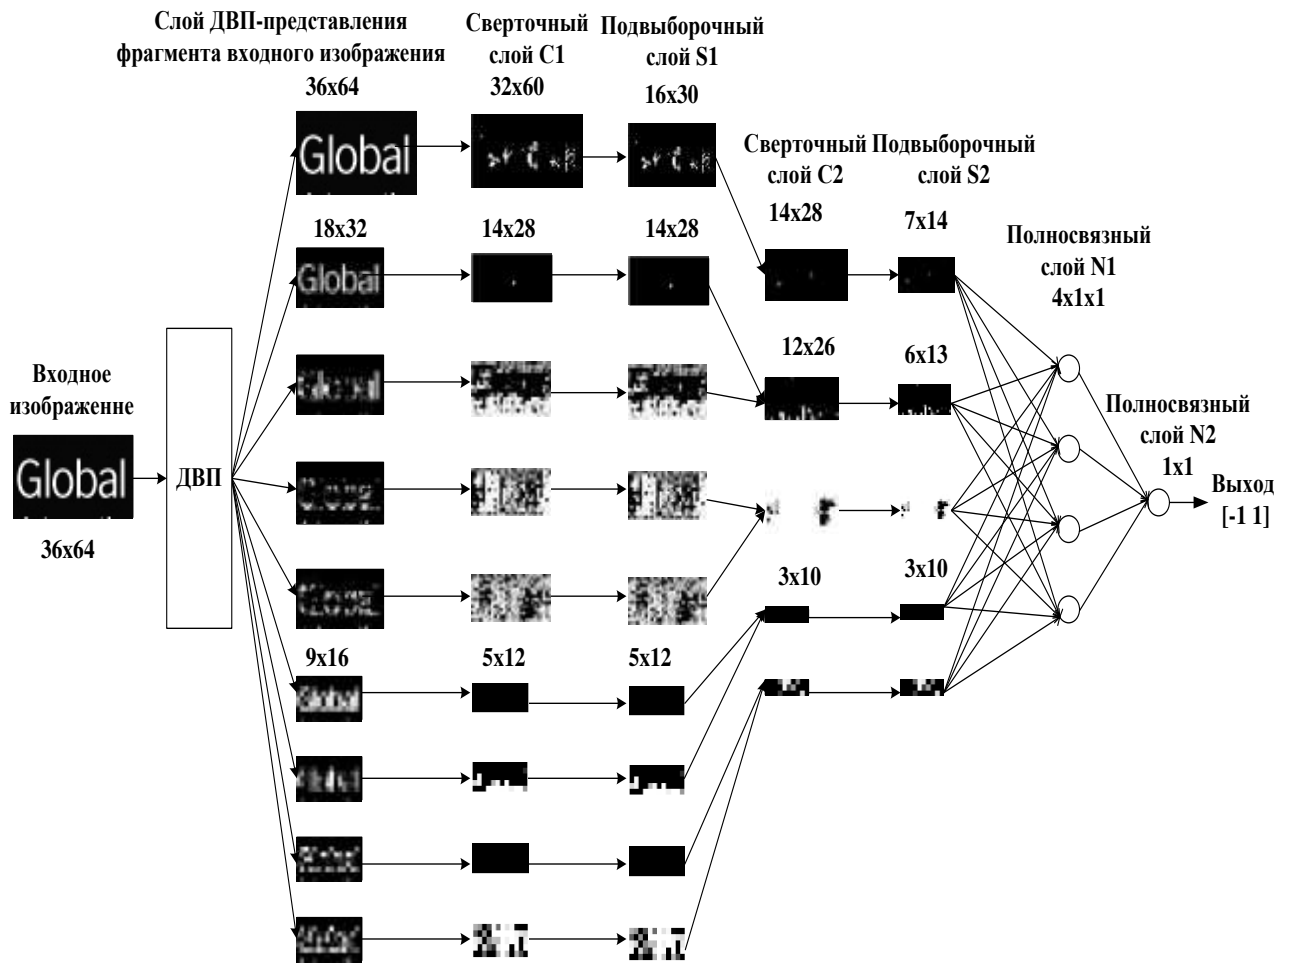 Слой ДВП-представления
фрагмента входного изображения
36x64
Сверточный
слой C1
32x60
Подвыборочный
слой S1
16x30
Global
Сверточный
слой C2
14x28
Подвыборочный
слой S2
7x14
18x32
14x28
14x28
Global
Полносвязный
слой N1
4x1x1
12x26
6x13
Входное
изображение
Global
36x64
ДВП
Полносвязный
слой N2
1x1
Выход
[-1 1]
3x10
3x10
9x16
5x12
5x12
Global